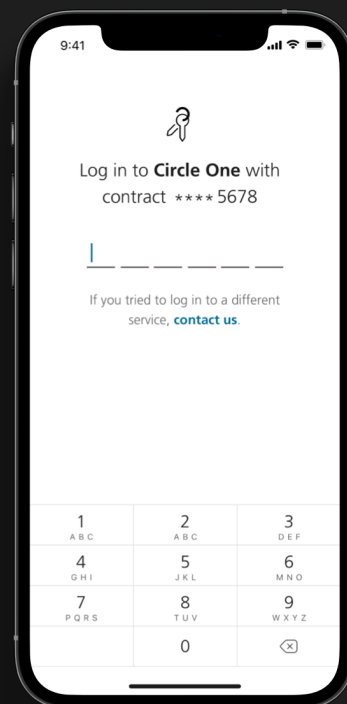 9:41
Log in to Circle One with
contract ****5678
If you tried to log in to a different
service, contact us.
1 2 3
ABC ABC DEF
4 5 6
GHI JKL MNO
7 8 9
PQRS TUV WXYZ
0